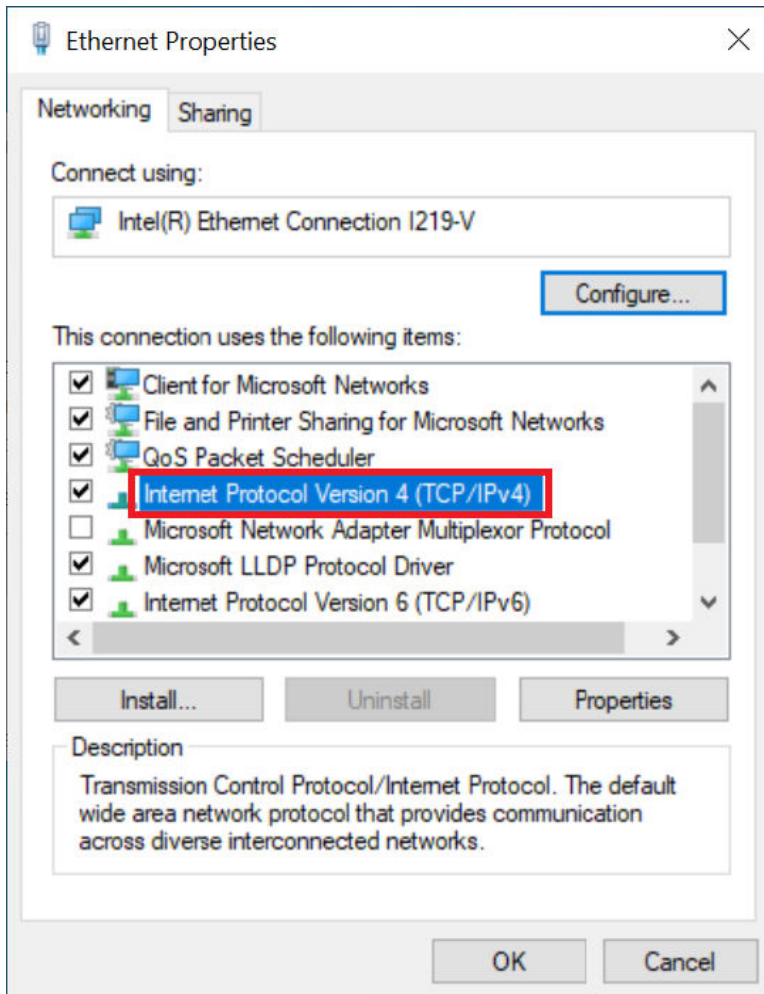 Ethernet Properties
Networking
Sharing
Connect using:
Intel(R) Ethernet Connection I219-V
Configure...
This connection uses the following items:
Client for Microsoft Networks
File and Printer Sharing for Microsoft Networks
QoS Packet Scheduler
Internet Protocol Version 4 (TCP/IPv4)
Microsoft Network Adapter Multiplexor Protocol
Microsoft LLDP Protocol Driver
Internet Protocol Version 6 (TCP/IPv6)
Install...
Uninstall
Properties
Description
Transmission Control Protocol/Internet Protocol. The default
wide area network protocol that provides communication
across diverse interconnected networks.
OK
Cancel